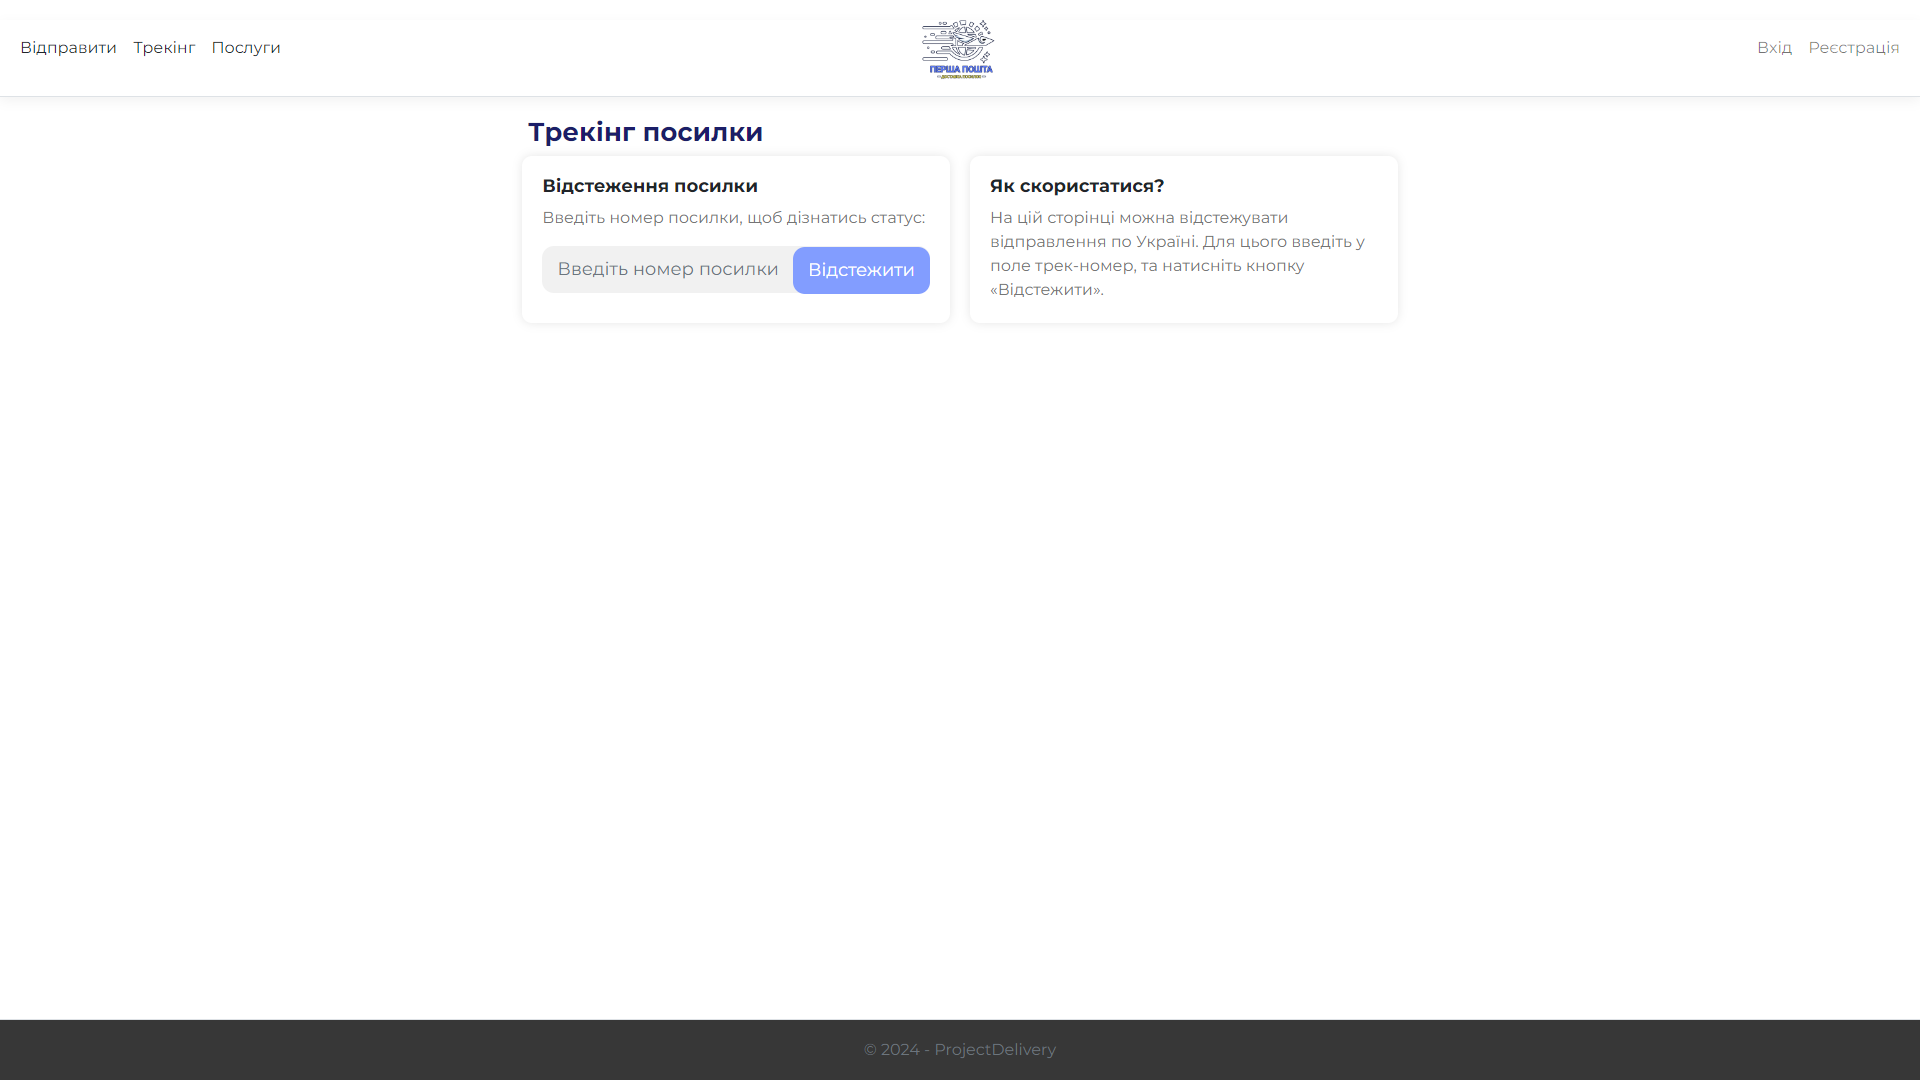 Відправити Трекінг Послуги
ПЕРША ПОШТА
Вхід Реєстрація
Трекінг посилки
Відстеження посилки
Введіть номер посилки, щоб дізнатись статус:
Введіть номер посилки Відстежити
Як скористатися?
На цій сторінці можна відстежувати
відправлення по Україні. Для цього введіть у
поле трек-номер, та натисніть кнопку
«Відстежити».
© 2024 - ProjectDelivery